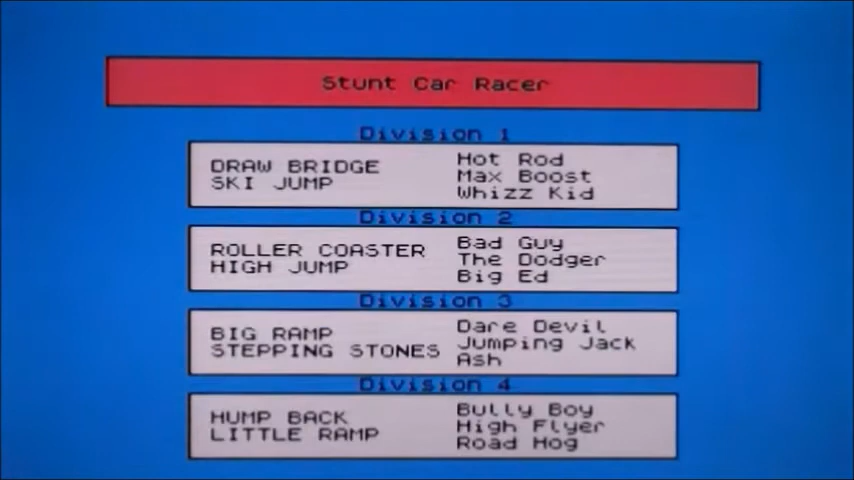 Stunt Car Racer
Division 1
DRAW BRIDGE
SKI JUMP
Hot Rod
Max Boost
Whizz Kid
Division 2
ROLLER COASTER
HIGH JUMP
Bad Guy
The Dodger
Big Ed
Division 3
BIG RAMP
STEPPING STONES
Dare Devil
Jumping Jack
Ash
Division 4
HUMP BACK
LITTLE RAMP
Bully Boy
High Flyer
Road Hog